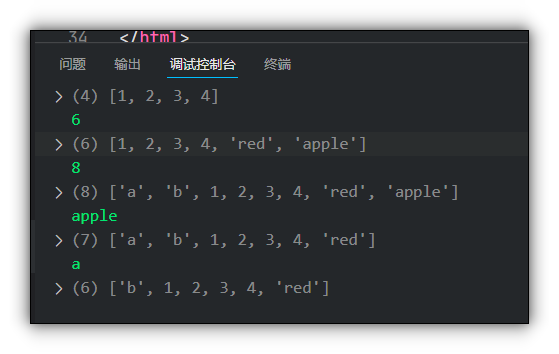 34 </html>
问题 输出 调试控制台 终端
(4) [1, 2, 3, 4]
6
(6) [1, 2, 3, 4, 'red', 'apple']
8
(8) ['a', 'b', 1, 2, 3, 4, 'red', 'apple']
apple
(7) ['a', 'b', 1, 2, 3, 4, 'red']
a
(6) ['b', 1, 2, 3, 4, 'red']